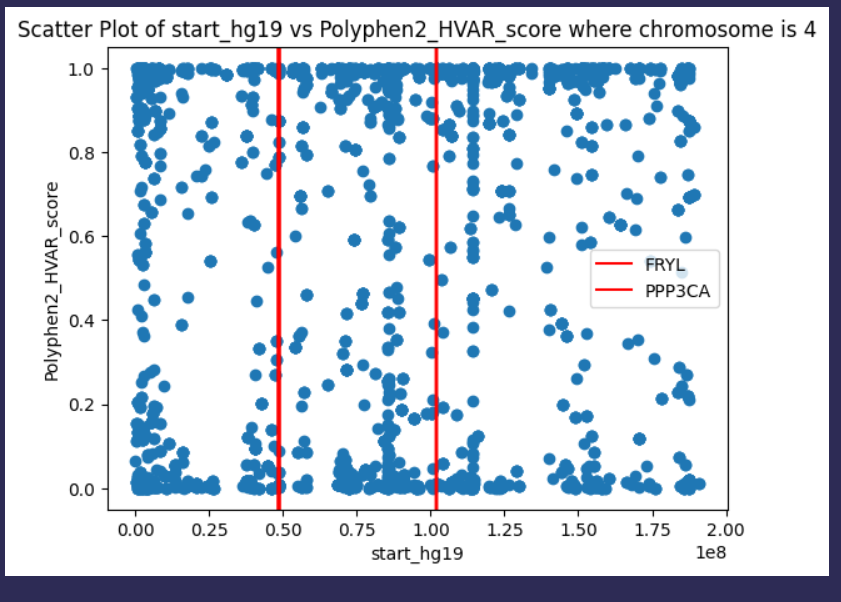 Scatter Plot of start_hg19 vs Polyphen2_HVAR_score where chromosome is 4
1.0
0.8
0.6
0.4
0.2
0.0
Polyphen2_HVAR_score
FRYL
PPP3CA
0.00 0.25 0.50 0.75 1.00 1.25 1.50 1.75 2.00
1e8
start_hg19